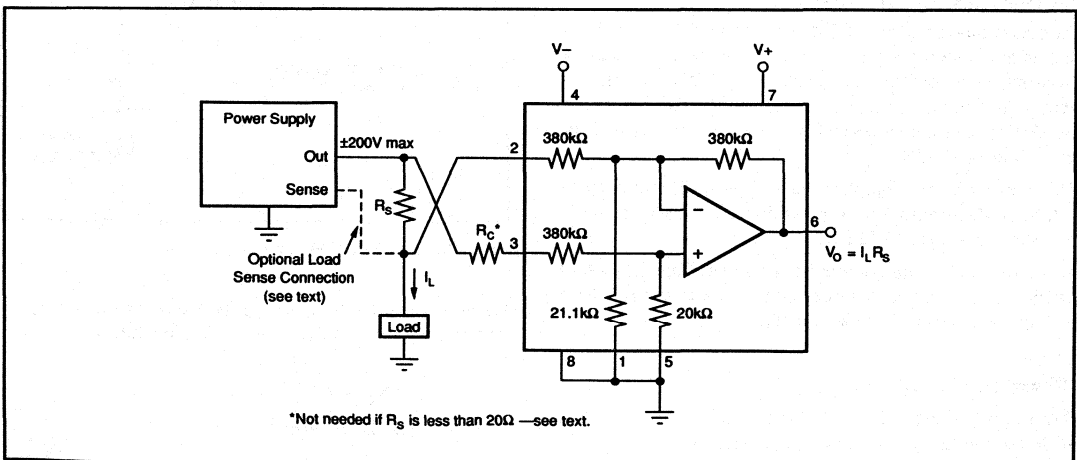 V–
V+
4
7
Power Supply
±200V max
Out
Sense
R_S
2
380kΩ
380kΩ
R_C*
3
380kΩ
–
+
6
V_O = I_L R_S
Optional Load
Sense Connection
(see text)
I_L
Load
21.1kΩ
20kΩ
8
1
5
*Not needed if R_S is less than 20Ω —see text.